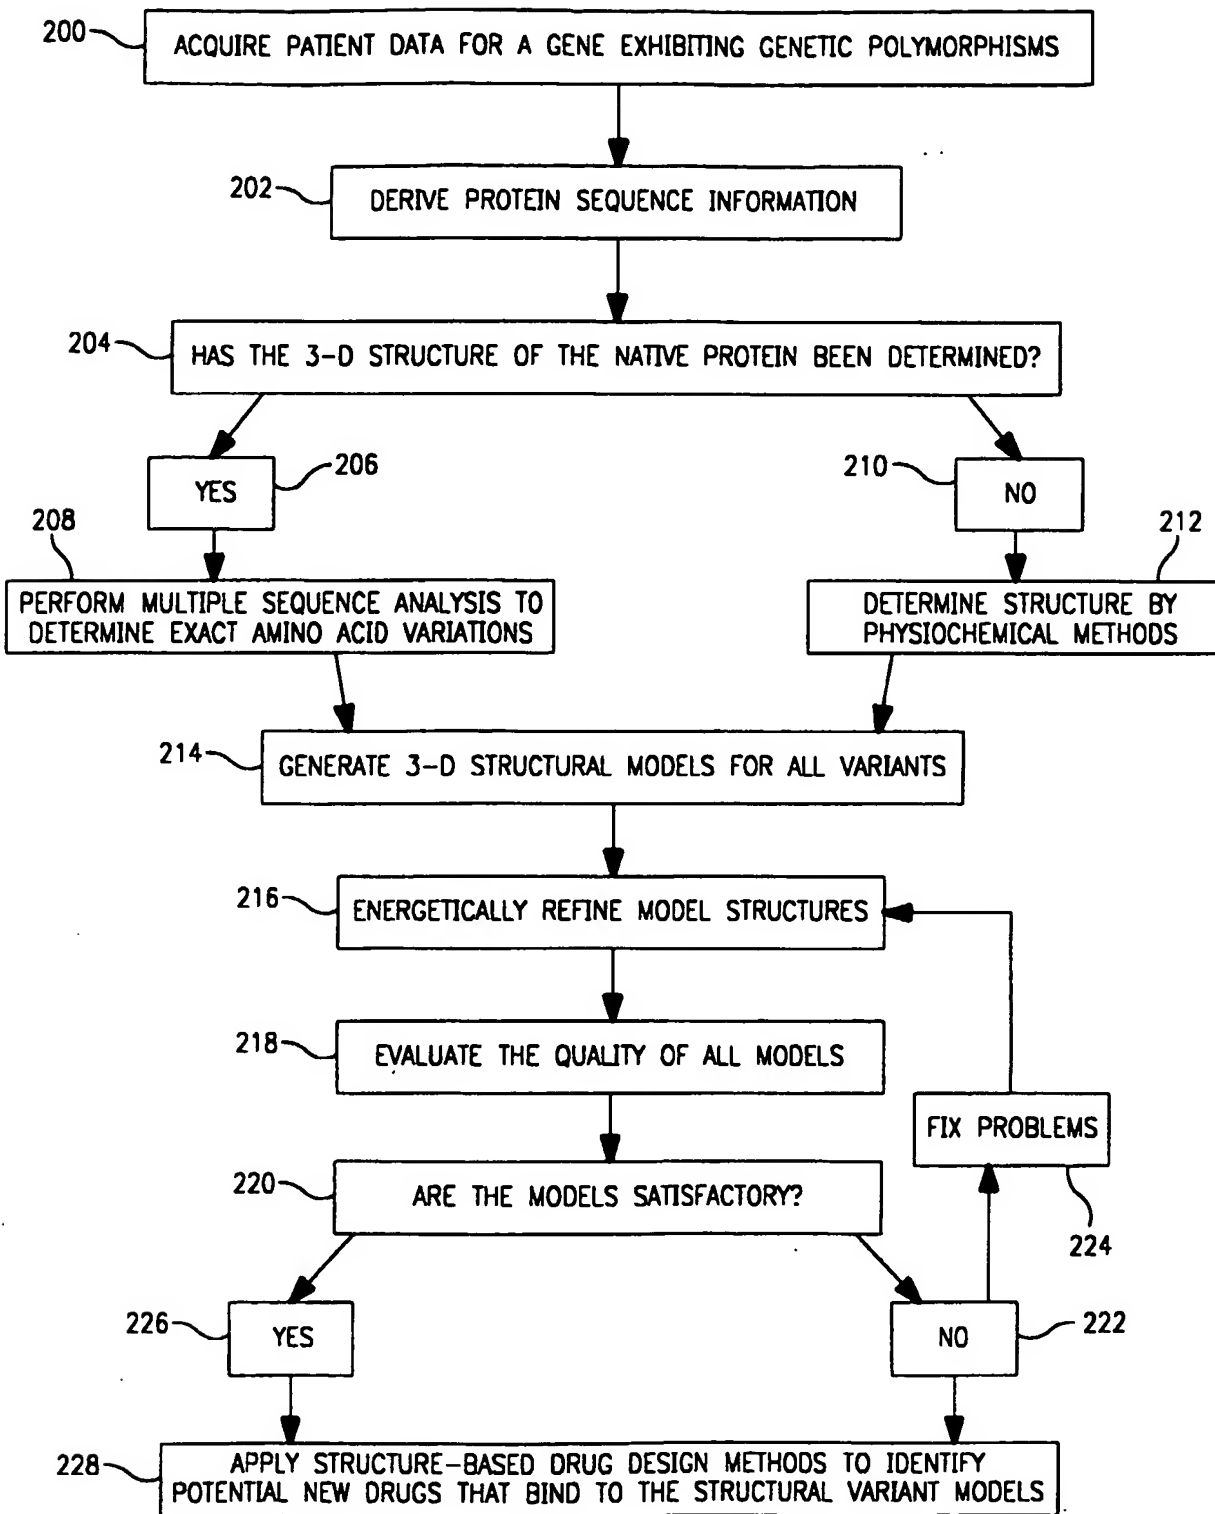 200
ACQUIRE PATIENT DATA FOR A GENE EXHIBITING GENETIC POLYMORPHISMS
202
DERIVE PROTEIN SEQUENCE INFORMATION
204
HAS THE 3-D STRUCTURE OF THE NATIVE PROTEIN BEEN DETERMINED?
206
YES
210
NO
208
PERFORM MULTIPLE SEQUENCE ANALYSIS TO
DETERMINE EXACT AMINO ACID VARIATIONS
212
DETERMINE STRUCTURE BY
PHYSIOCHEMICAL METHODS
214
GENERATE 3-D STRUCTURAL MODELS FOR ALL VARIANTS
216
ENERGETICALLY REFINE MODEL STRUCTURES
218
EVALUATE THE QUALITY OF ALL MODELS
FIX PROBLEMS
224
220
ARE THE MODELS SATISFACTORY?
226
YES
NO
222
228
APPLY STRUCTURE-BASED DRUG DESIGN METHODS TO IDENTIFY
POTENTIAL NEW DRUGS THAT BIND TO THE STRUCTURAL VARIANT MODELS